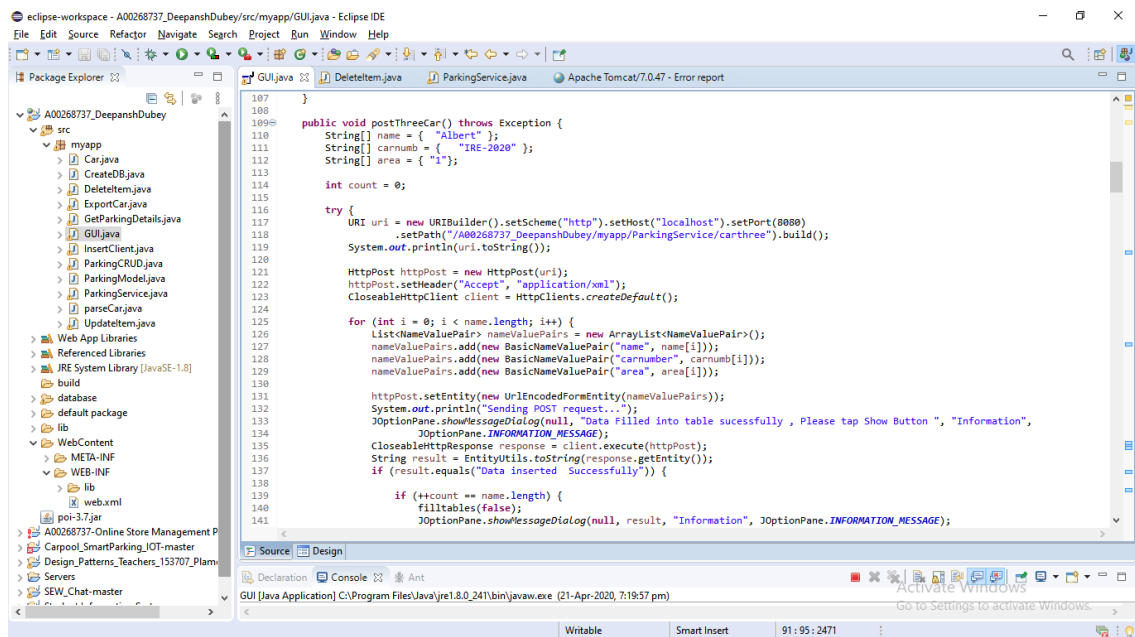 eclipse-workspace - A00268737_DeepanshDubey/src/myapp/GUI.java - Eclipse IDE
File Edit Source Refactor Navigate Search Project Run Window Help
Package Explorer
GUI.java DeleteItem.java ParkingService.java Apache Tomcat/7.0.47 - Error report
A00268737_DeepanshDubey
src
myapp
Car.java
CreateDB.java
DeleteItem.java
ExportCar.java
GetParkingDetails.java
GUI.java
InsertClient.java
ParkingCRUD.java
ParkingModel.java
ParkingService.java
parseCar.java
UpdateItem.java
Web App Libraries
Referenced Libraries
JRE System Library [JavaSE-1.8]
build
database
default package
lib
WebContent
META-INF
WEB-INF
lib
web.xml
poi-3.7.jar
A00268737-Online Store Management P
Carpool_SmartParking_IOT-master
Design_Patterns_Teachers_153707_Plam
Servers
SEW_Chat-master
107 }
108
109 public void postThreeCar() throws Exception {
110 String[] name = { "Albert" };
111 String[] carnumb = { "IRE-2020" };
112 String[] area = { "1"};
113
114 int count = 0;
115
116 try {
117 URI uri = new URIBuilder().setScheme("http").setHost("localhost").setPort(8080)
118 .setPath("/A00268737_DeepanshDubey/myapp/ParkingService/carthree").build();
119 System.out.println(uri.toString());
120
121 HttpPost httpPost = new HttpPost(uri);
122 httpPost.setHeader("Accept", "application/xml");
123 CloseableHttpClient client = HttpClients.createDefault();
124
125 for (int i = 0; i < name.length; i++) {
126 List<NameValuePair> nameValuePairs = new ArrayList<NameValuePair>();
127 nameValuePairs.add(new BasicNameValuePair("name", name[i]));
128 nameValuePairs.add(new BasicNameValuePair("carnumber", carnumb[i]));
129 nameValuePairs.add(new BasicNameValuePair("area", area[i]));
130
131 httpPost.setEntity(new UrlEncodedFormEntity(nameValuePairs));
132 System.out.println("Sending POST request...");
133 JOptionPane.showMessageDialog(null, "Data Filled into table sucessfully , Please tap Show Button ", "Information",
134 JOptionPane.INFORMATION_MESSAGE);
135 CloseableHttpResponse response = client.execute(httpPost);
136 String result = EntityUtils.toString(response.getEntity());
137 if (result.equals("Data inserted  Successfully")) {
138
139 if (++count == name.length) {
140 filltables(false);
141 JOptionPane.showMessageDialog(null, result, "Information", JOptionPane.INFORMATION_MESSAGE);
Source Design
Declaration Console Ant
GUI [Java Application] C:\Program Files\Java\jre1.8.0_241\bin\javaw.exe (21-Apr-2020, 7:19:57 pm)
Activate Windows
Go to Settings to activate Windows.
Writable Smart Insert 91 : 95 : 2471